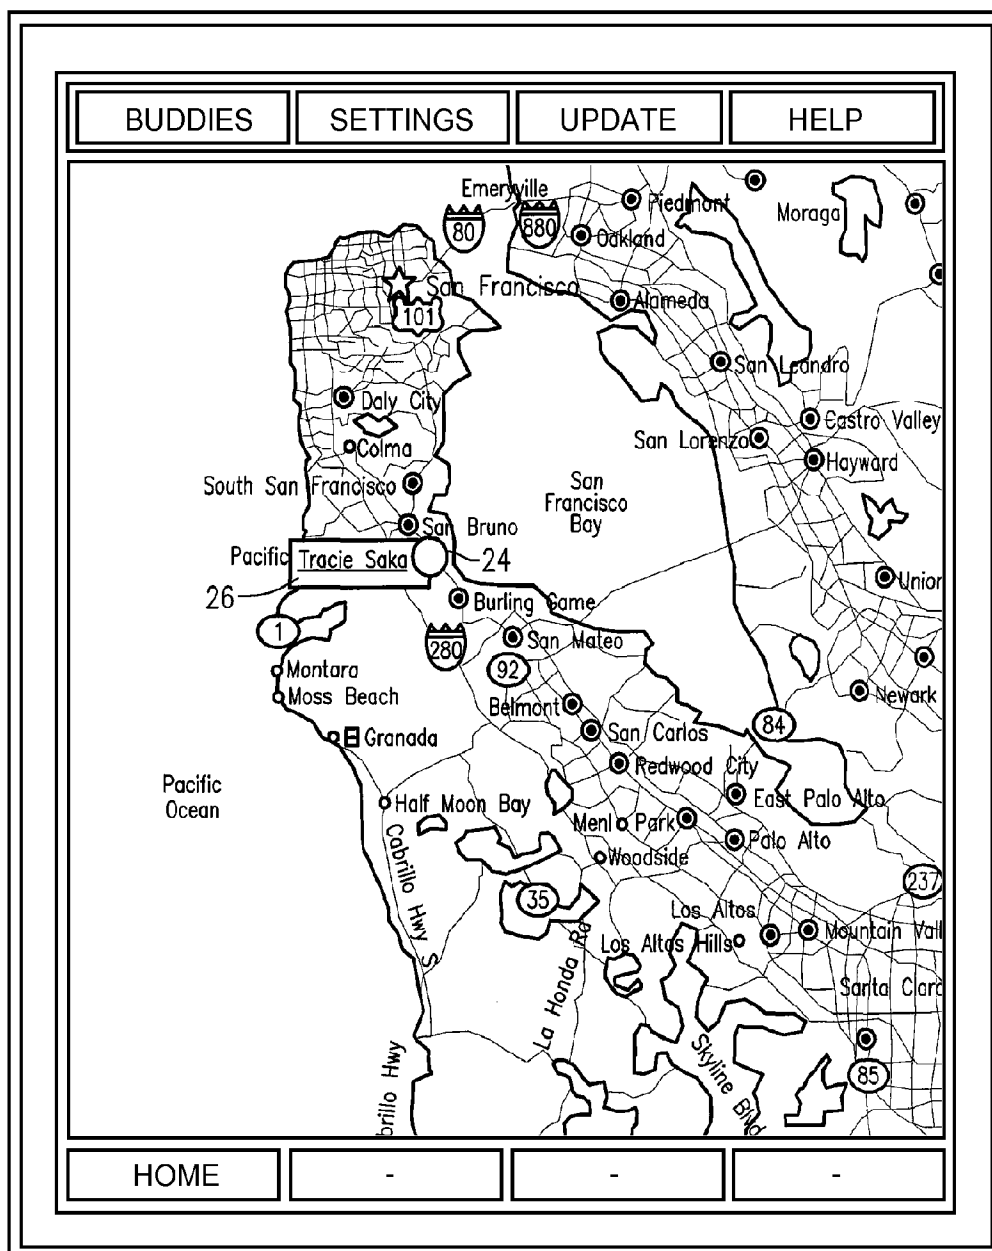 BUDDIES SETTINGS UPDATE HELP
Emeryville
80
880
Piedmont
Moraga
Oakland
San Francisco
101
Alameda
San Leandro
Daly City
Castro Valley
Colma
San Lorenzo
Hayward
South San Francisco
San
Francisco
Bay
San Bruno
Pacific
Tracie Saka
24
26
Union
Burling Game
1
280
San Mateo
92
Montara
Moss Beach
Belmont
Newark
84
San Carlos
Granada
Redwood City
Pacific
Ocean
Half Moon Bay
East Palo Alto
Menl Park
Palo Alto
Woodside
Cabrillo Hwy S
35
237
Los Altos
Los Altos Hills
Mountain Vall
La Honda Rd
Santa Clara
Skyline Blvd
brillo Hwy
85
HOME - - -